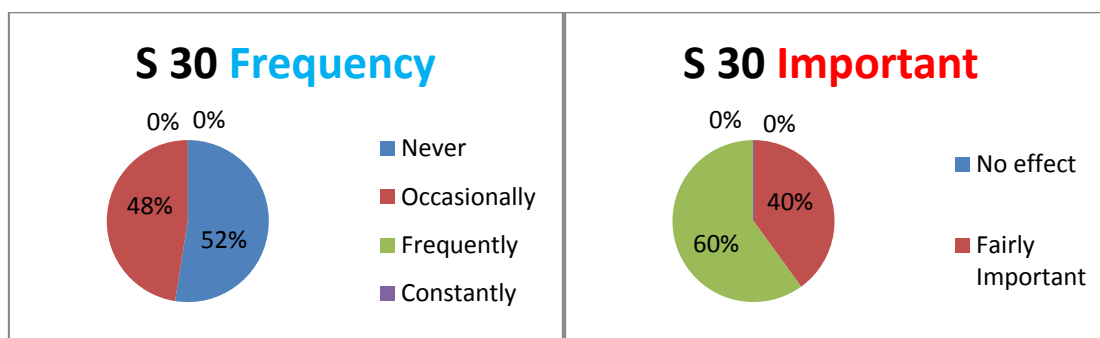 S 30 Frequency
0% 0%
48%
52%
Never
Occasionally
Frequently
Constantly
S 30 Important
0% 0%
40%
60%
No effect
Fairly
Important